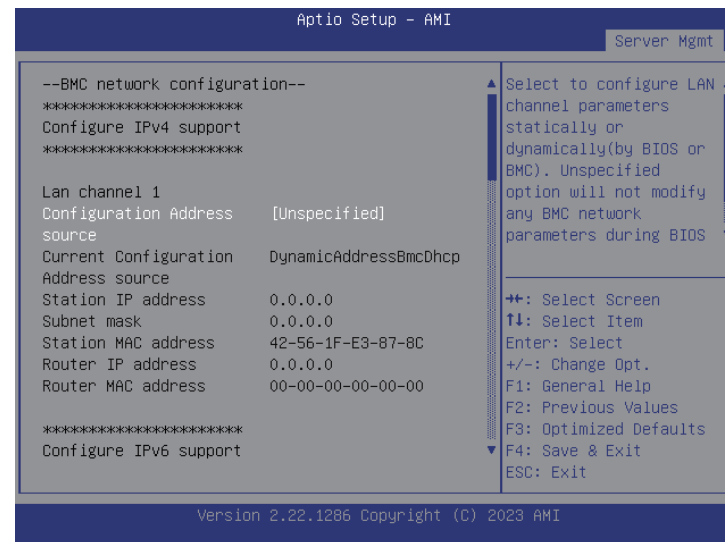 Aptio Setup - AMI
Server Mgmt
--BMC network configuration--
***********************
Configure IPv4 support
***********************
Lan channel 1
Configuration Address [Unspecified]
source
Current Configuration DynamicAddressBmcDhcp
Address source
Station IP address 0.0.0.0
Subnet mask 0.0.0.0
Station MAC address 42-56-1F-E3-87-8C
Router IP address 0.0.0.0
Router MAC address 00-00-00-00-00-00
***********************
Configure IPv6 support
Select to configure LAN
channel parameters
statically or
dynamically(by BIOS or
BMC). Unspecified
option will not modify
any BMC network
parameters during BIOS
→←: Select Screen
↑↓: Select Item
Enter: Select
+/-: Change Opt.
F1: General Help
F2: Previous Values
F3: Optimized Defaults
F4: Save & Exit
ESC: Exit
Version 2.22.1286 Copyright (C) 2023 AMI